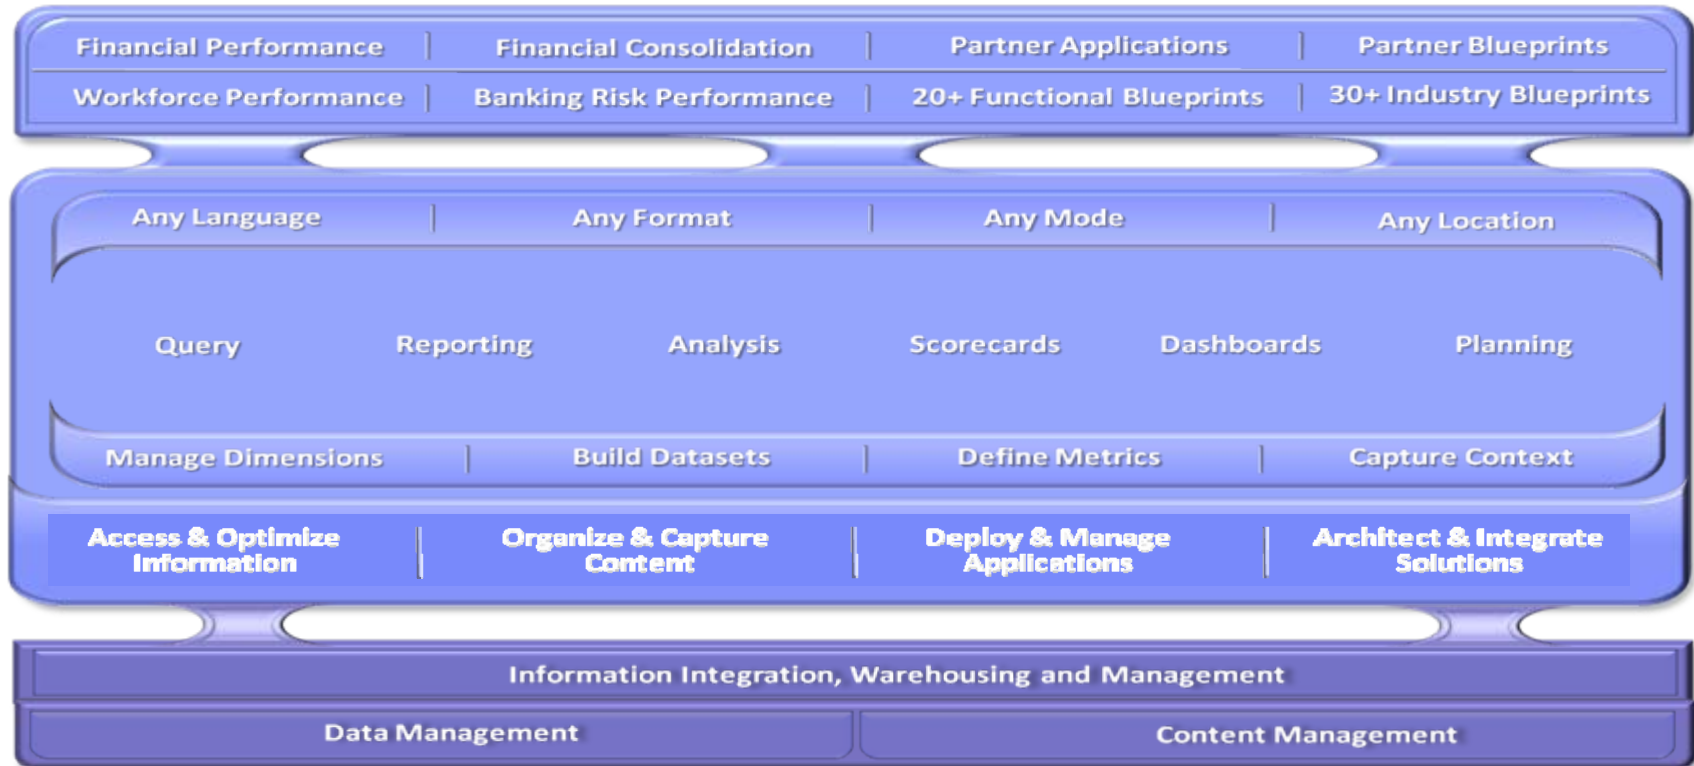 Financial Performance | Financial Consolidation | Partner Applications | Partner Blueprints
Workforce Performance | Banking Risk Performance | 20+ Functional Blueprints | 30+ Industry Blueprints
Any Language | Any Format | Any Mode | Any Location
Query Reporting Analysis Scorecards Dashboards Planning
Manage Dimensions | Build Datasets | Define Metrics | Capture Context
Access & Optimize | Organize & Capture | Deploy & Manage | Architect & Integrate
Information Content Applications Solutions
Information Integration, Warehousing and Management
Data Management Content Management